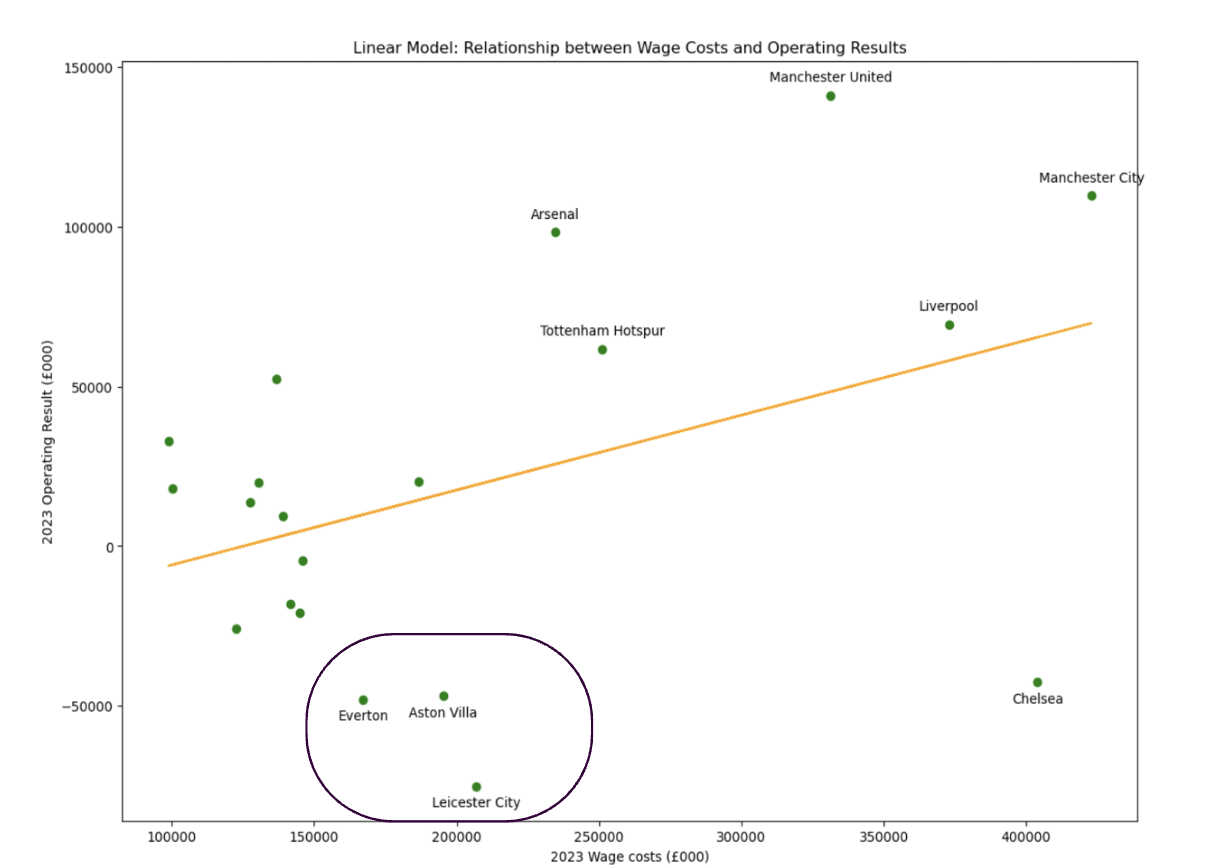 Linear Model: Relationship between Wage Costs and Operating Results
150000
Manchester United
Manchester City
Arsenal
100000
Liverpool
Tottenham Hotspur
2023 Operating Result (£000)
50000
0
−50000
Everton
Aston Villa
Chelsea
Leicester City
100000 150000 200000 250000 300000 350000 400000
2023 Wage costs (£000)